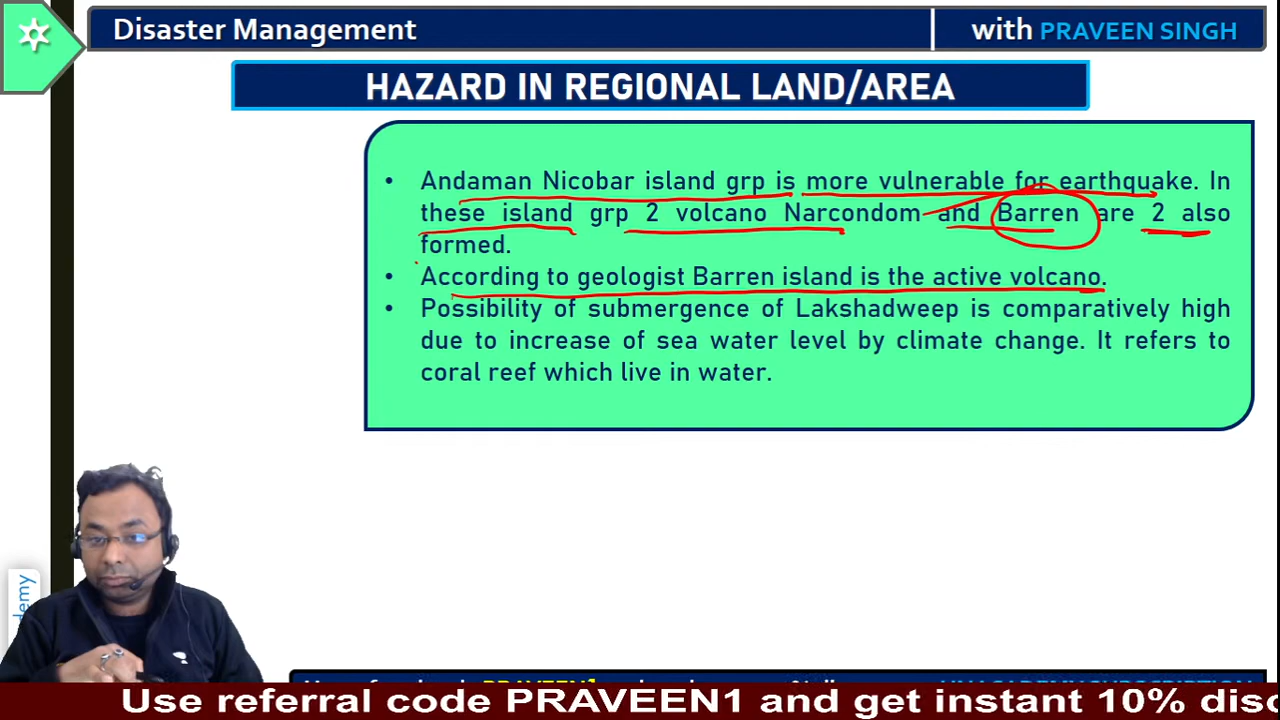 Disaster Management
with PRAVEEN SINGH
HAZARD IN REGIONAL LAND/AREA
• Andaman Nicobar island grp is more vulnerable for earthquake. In
these island grp 2 volcano Narcondom and Barren are 2 also
formed.
• According to geologist Barren island is the active volcano.
• Possibility of submergence of Lakshadweep is comparatively high
due to increase of sea water level by climate change. It refers to
coral reef which live in water.
demy
Use referral code PRAVEEN1 and get instant 10% disc